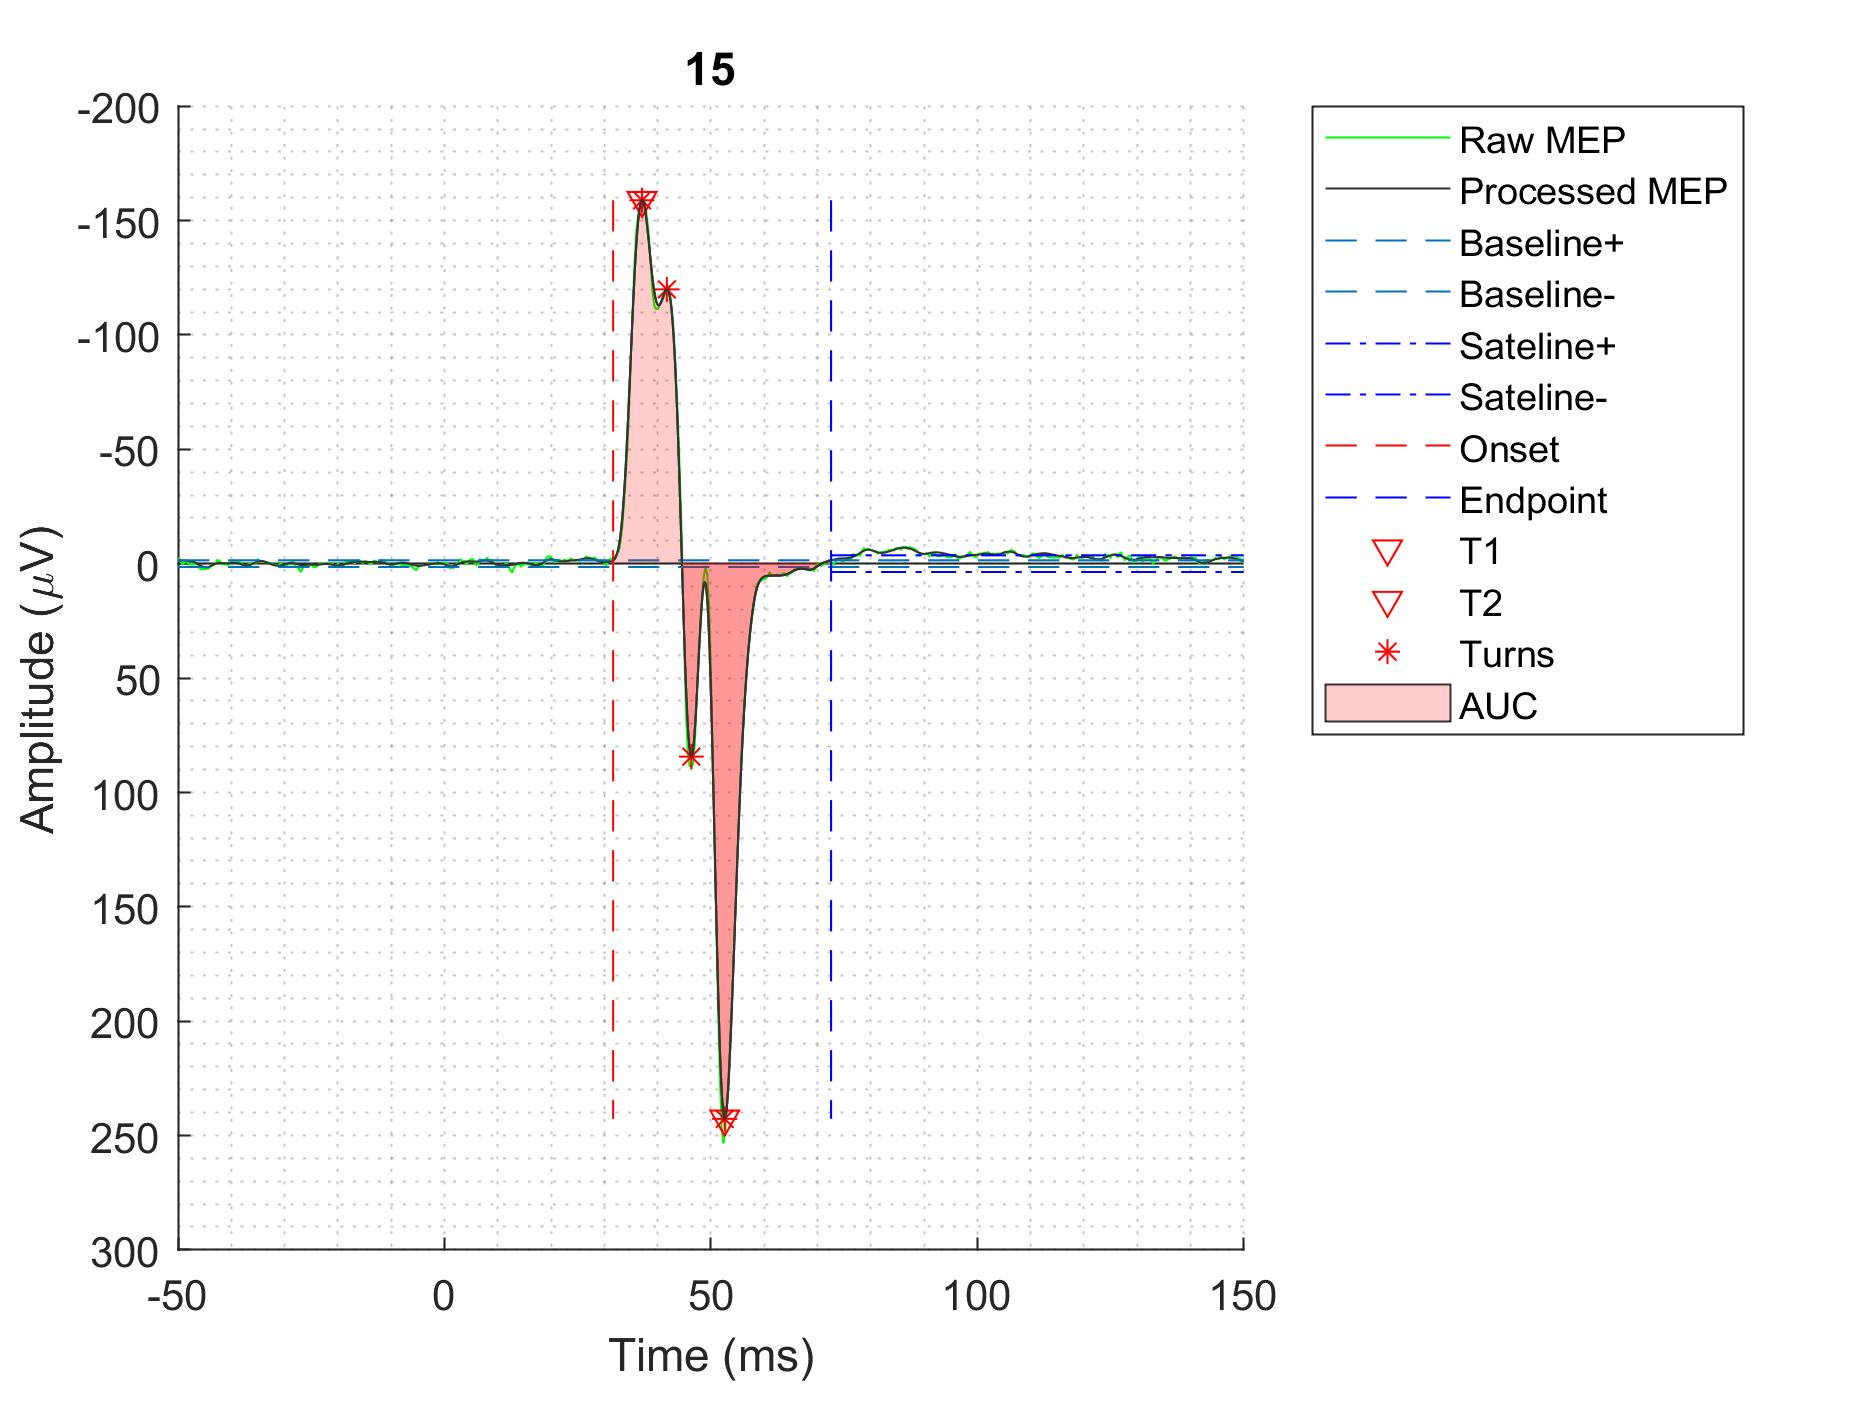 15
-200
-150
-100
-50
0
50
100
150
200
250
300
Amplitude (μV)
-50
0
50
100
150
Time (ms)
Raw MEP
Processed MEP
Baseline+
Baseline-
Sateline+
Sateline-
Onset
Endpoint
T1
T2
Turns
AUC